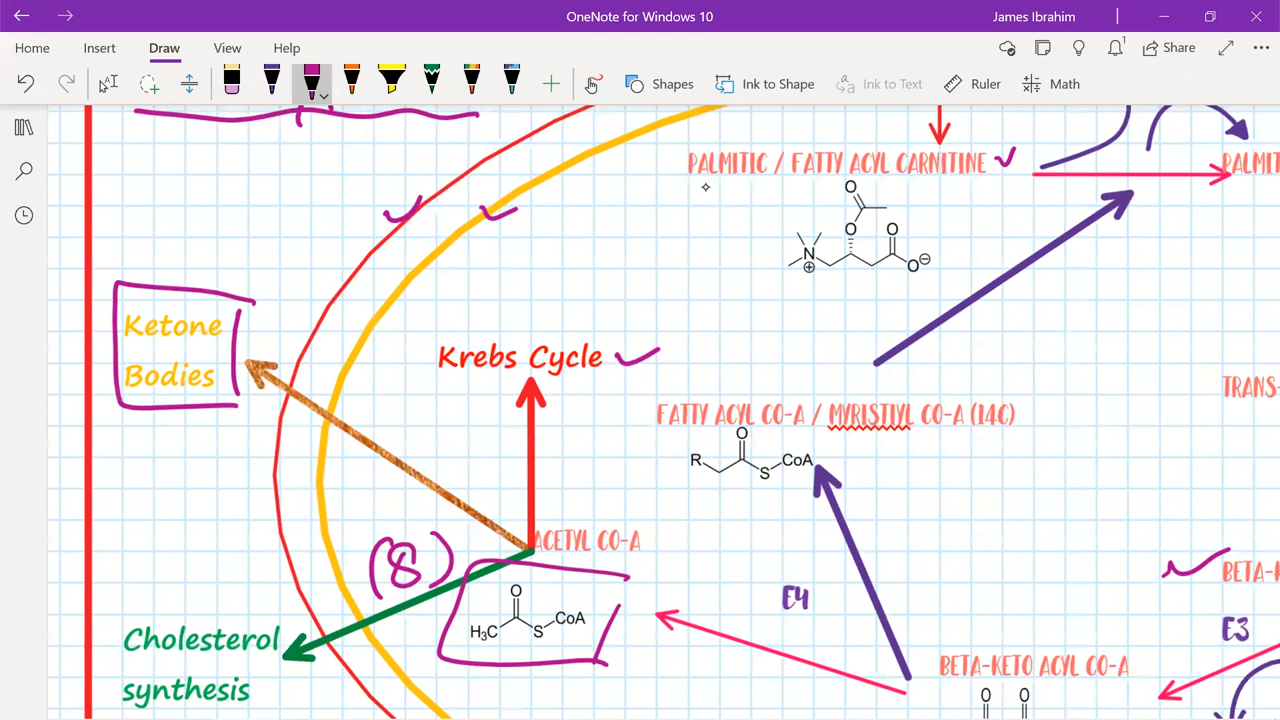 OneNote for Windows 10
James Ibrahim
Home Insert Draw View Help
1
Share
Shapes
Ink to Shape
Ink to Text
Ruler
Math
PALMITIC / FATTY ACYL CARNITINE
PALMIT
O
O
O
N
O
Ketone
Bodies
Krebs Cycle
TRANS-
FATTY ACYL CO-A / MYRISTIYL CO-A (14C)
O
R
S
CoA
ACETYL CO-A
(8)
O
H3C
S
CoA
BETA-K
E4
E3
Cholesterol
synthesis
BETA-KETO ACYL CO-A
O O